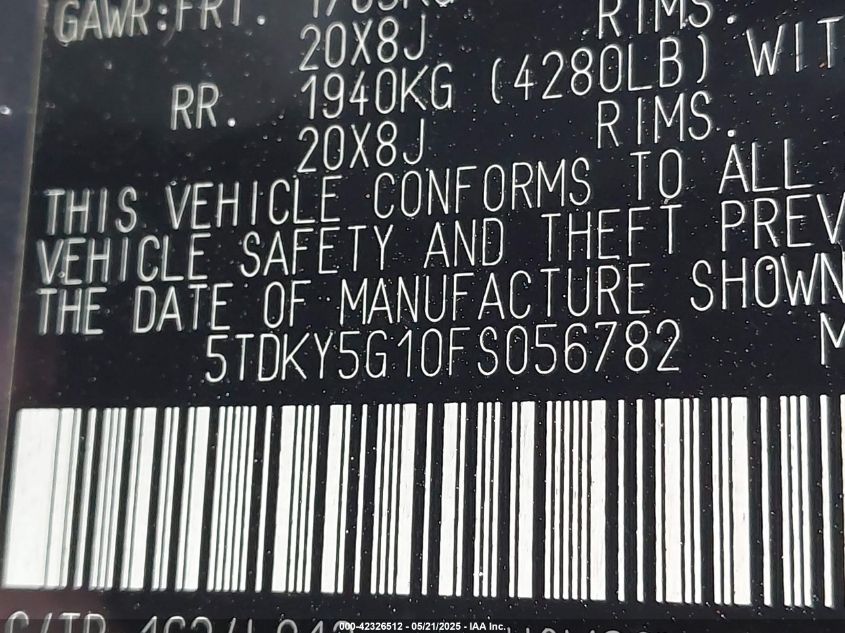 GAWR:FRT. RIMS.
20X8J
RR. 1940KG (4280LB) WIT
20X8J RIMS.
THIS VEHICLE CONFORMS TO ALL
VEHICLE SAFETY AND THEFT PREV
THE DATE OF MANUFACTURE SHOWN
5TDKY5G10FS056782 M
000-42326512 - 05/21/2025 - IAA Inc.